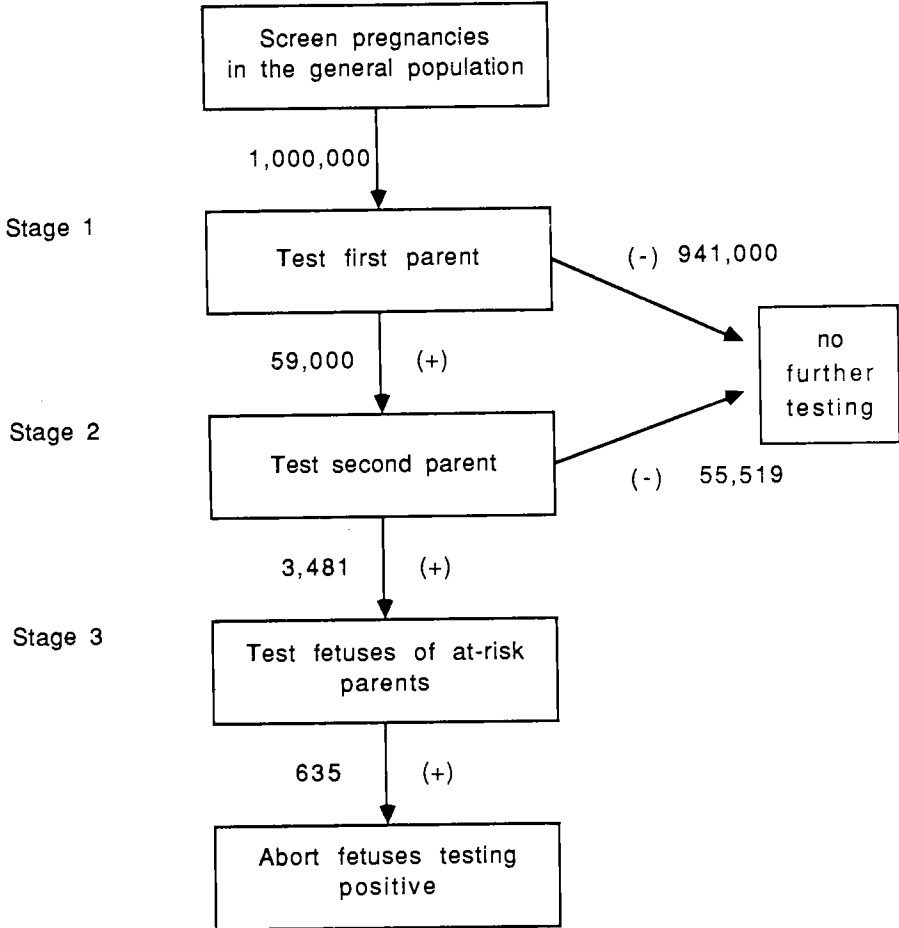 Screen pregnancies
in the general population
1,000,000
Stage 1
Test first parent
(-) 941,000
59,000 (+)
no
further
testing
Stage 2
Test second parent
(-) 55,519
3,481 (+)
Stage 3
Test fetuses of at-risk
parents
635 (+)
Abort fetuses testing
positive